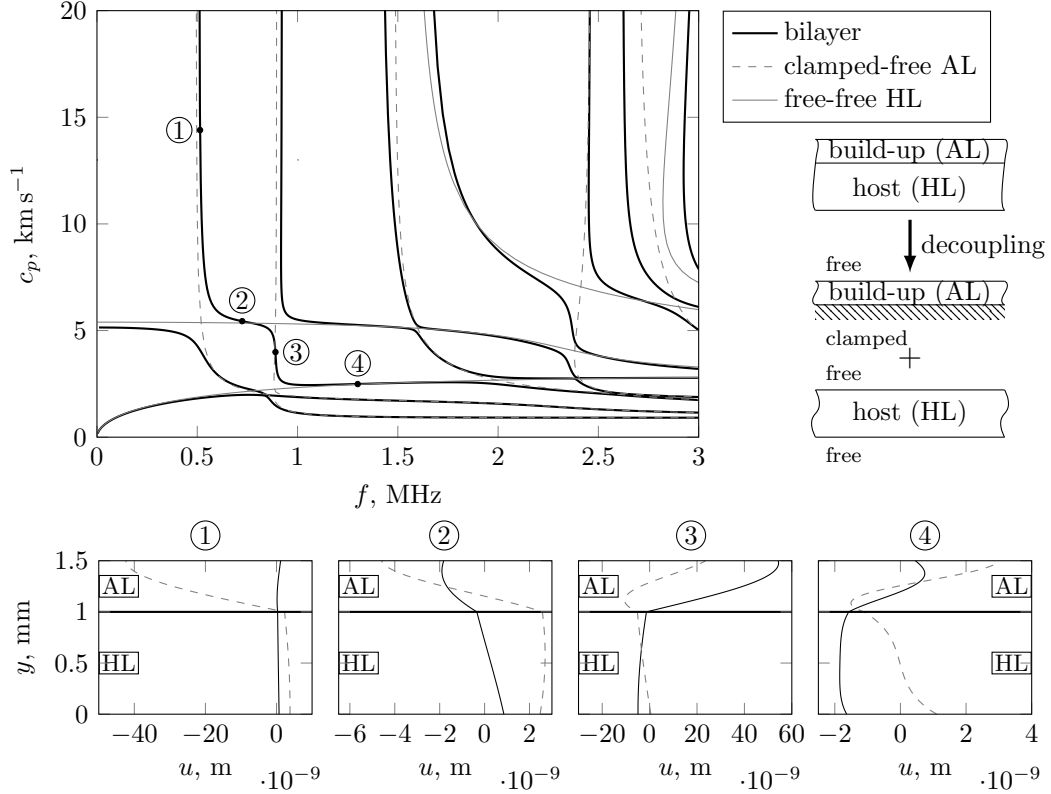 20
15
10
5
0
c_p, km s⁻¹
0
0.5
1
1.5
2
2.5
3
f, MHz
①
②
③
④
bilayer
clamped-free AL
free-free HL
build-up (AL)
host (HL)
decoupling
free
build-up (AL)
clamped
+
free
host (HL)
free
①
②
③
④
1.5
1
0.5
0
y, mm
AL
HL
−40
−20
0
u, m
·10⁻⁹
AL
HL
−6
−4
−2
0
2
u, m
·10⁻⁹
AL
HL
−20
0
20
40
60
u, m
·10⁻⁹
AL
HL
−2
0
2
4
u, m
·10⁻⁹